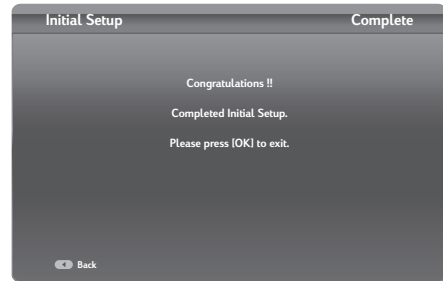 Initial Setup Complete
Congratulations !!
Completed Initial Setup.
Please press [OK] to exit.
Back